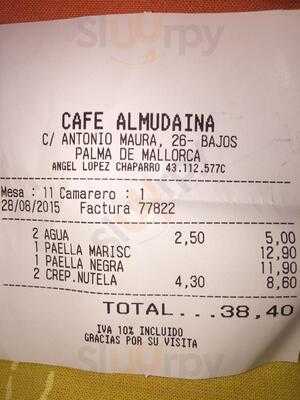 CAFE ALMUDAINA
C/ ANTONIO MAURA, 26- BAJOS
PALMA DE MALLORCA
ANGEL LOPEZ CHAPARRO 43.112.577C
Mesa : 11 Camarero : 1
28/08/2015 Factura 77822
2 AGUA 2,50 5,00
1 PAELLA MARISC 12,90
1 PAELLA NEGRA 11,90
2 CREP.NUTELA 4,30 8,60
TOTAL...38,40
IVA 10% INCLUIDO
GRACIAS POR SU VISITA
sluurpy